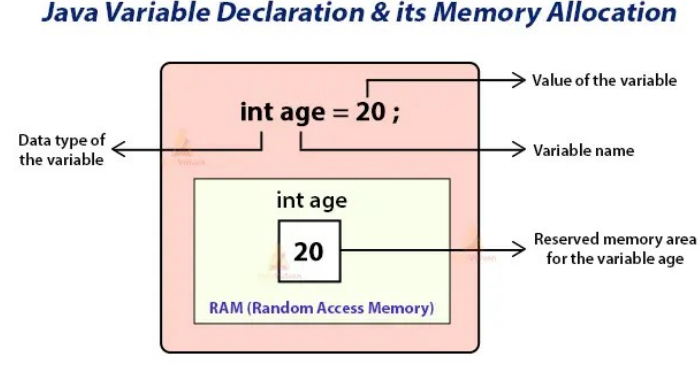 Java Variable Declaration & its Memory Allocation
Value of the variable
int age = 20 ;
Data type of
the variable
Variable name
int age
20
Reserved memory area
for the variable age
RAM (Random Access Memory)